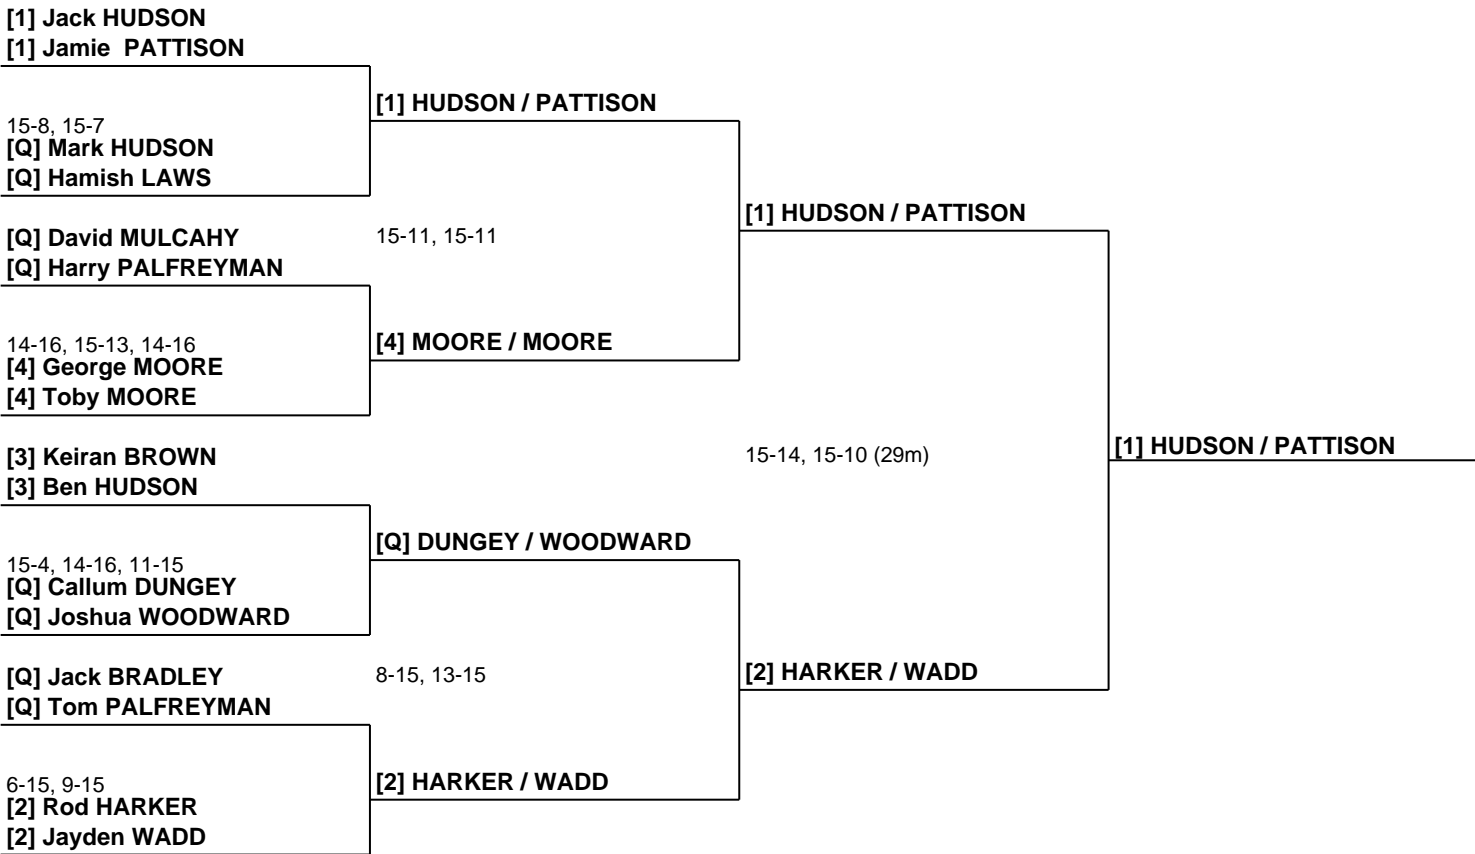 [1] Jack HUDSON
[1] Jamie  PATTISON
15-8, 15-7
[Q] Mark HUDSON
[Q] Hamish LAWS
[Q] David MULCAHY
[Q] Harry PALFREYMAN
14-16, 15-13, 14-16
[4] George MOORE
[4] Toby MOORE
[3] Keiran BROWN
[3] Ben HUDSON
15-4, 14-16, 11-15
[Q] Callum DUNGEY
[Q] Joshua WOODWARD
[Q] Jack BRADLEY
[Q] Tom PALFREYMAN
6-15, 9-15
[2] Rod HARKER
[2] Jayden WADD
[1] HUDSON / PATTISON
15-11, 15-11
[4] MOORE / MOORE
[Q] DUNGEY / WOODWARD
8-15, 13-15
[2] HARKER / WADD
[1] HUDSON / PATTISON
15-14, 15-10 (29m)
[2] HARKER / WADD
[1] HUDSON / PATTISON